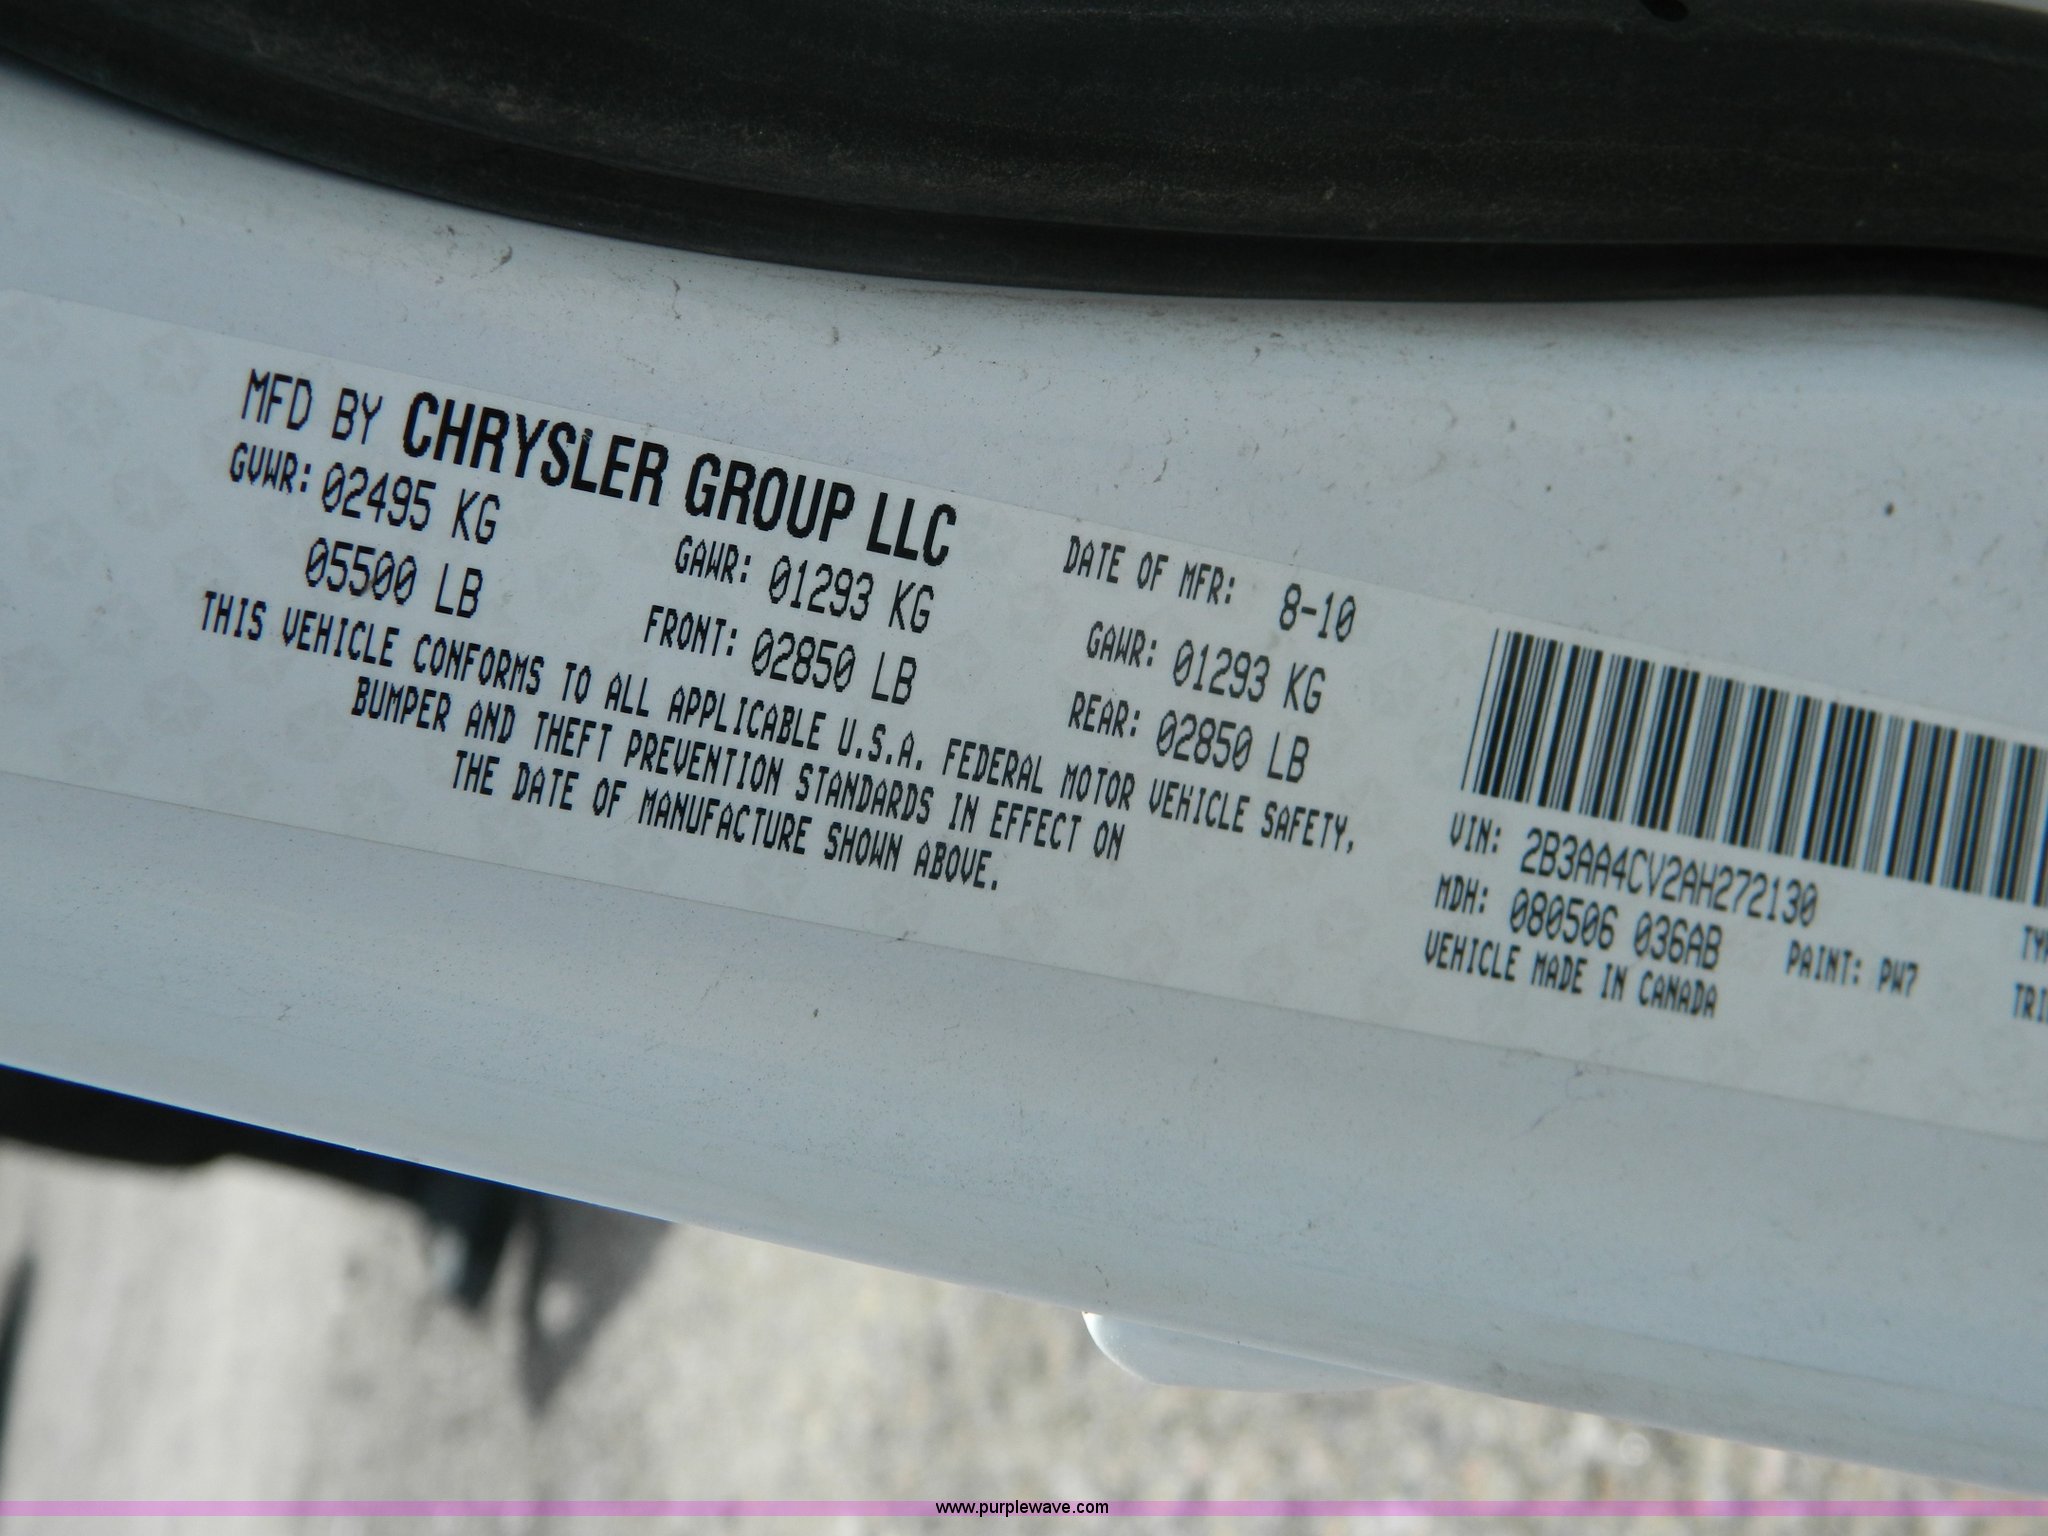 MFD BY CHRYSLER GROUP LLC
DATE OF MFR: 8-10
GVWR: 02495 KG
05500 LB
GAWR: 01293 KG
FRONT: 02850 LB
GAWR: 01293 KG
REAR: 02850 LB
THIS VEHICLE CONFORMS TO ALL APPLICABLE U.S.A. FEDERAL MOTOR VEHICLE SAFETY,
BUMPER AND THEFT PREVENTION STANDARDS IN EFFECT ON
THE DATE OF MANUFACTURE SHOWN ABOVE.
VIN: 2B3AA4CV2AH272130
MDH: 080506 036AB
PAINT: PW7
VEHICLE MADE IN CANADA
www.purplewave.com